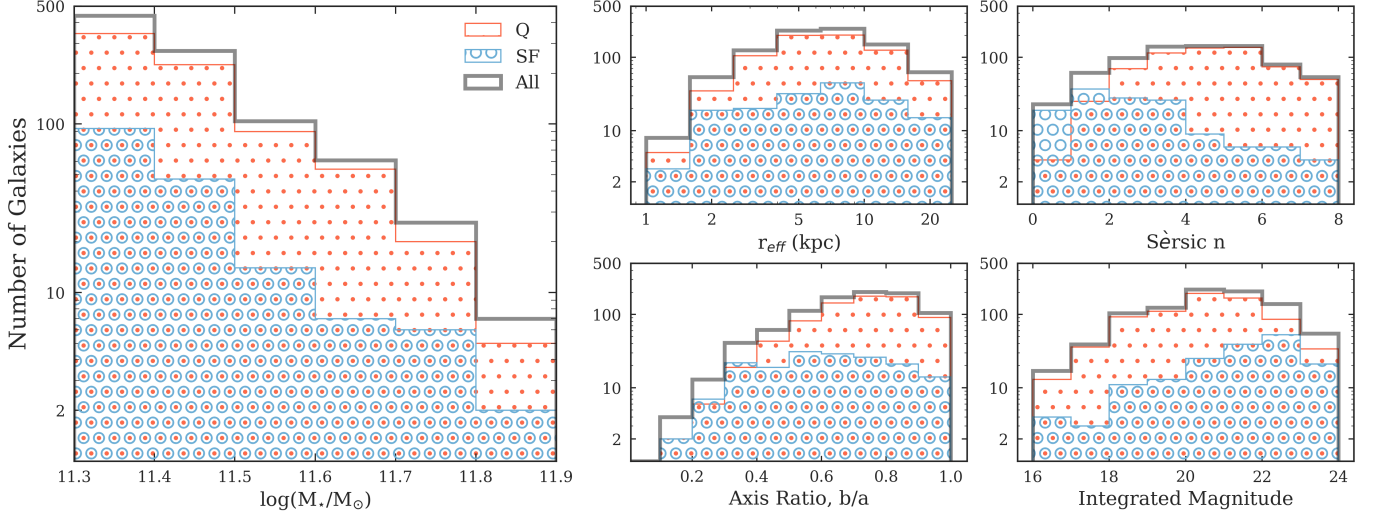 Number of Galaxies
500
100
10
2
11.3 11.4 11.5 11.6 11.7 11.8 11.9
log(M⋆/M⊙)
Q
SF
All
500
100
10
2
1 2 5 10 20
r_eff (kpc)
500
100
10
2
0 2 4 6 8
Sèrsic n
500
100
10
2
0.2 0.4 0.6 0.8 1.0
Axis Ratio, b/a
500
100
10
2
16 18 20 22 24
Integrated Magnitude